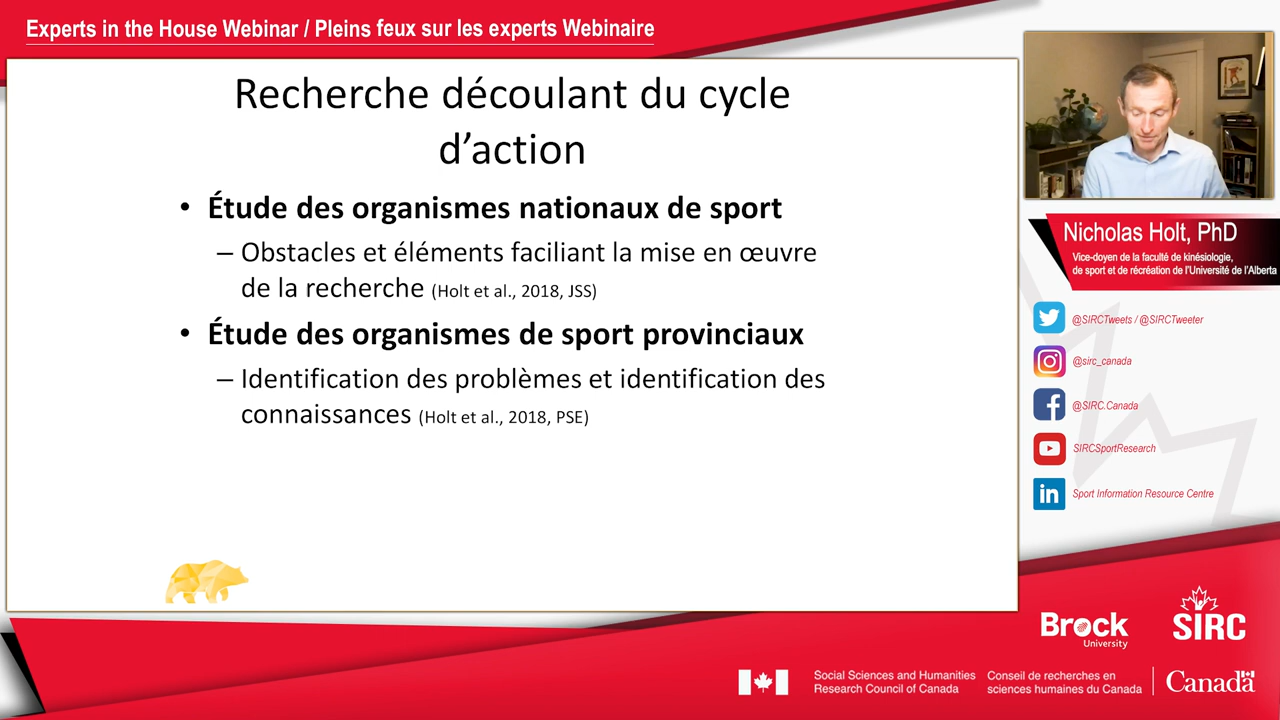 Experts in the House Webinar / Pleins feux sur les experts Webinaire
Recherche découlant du cycle
d’action
• Étude des organismes nationaux de sport
– Obstacles et éléments faciliant la mise en œuvre
de la recherche (Holt et al., 2018, JSS)
• Étude des organismes de sport provinciaux
– Identification des problèmes et identification des
connaissances (Holt et al., 2018, PSE)
Nicholas Holt, PhD
Vice-doyen de la faculté de kinésiologie,
de sport et de récréation de l’Université de l’Alberta
@SIRCTweets / @SIRCTweeter
@sirc_canada
@SIRC.Canada
SIRCSportResearch
in
Sport Information Resource Centre
Brock
University
SIRC
Social Sciences and Humanities
Research Council of Canada
Conseil de recherches en
sciences humaines du Canada
Canada